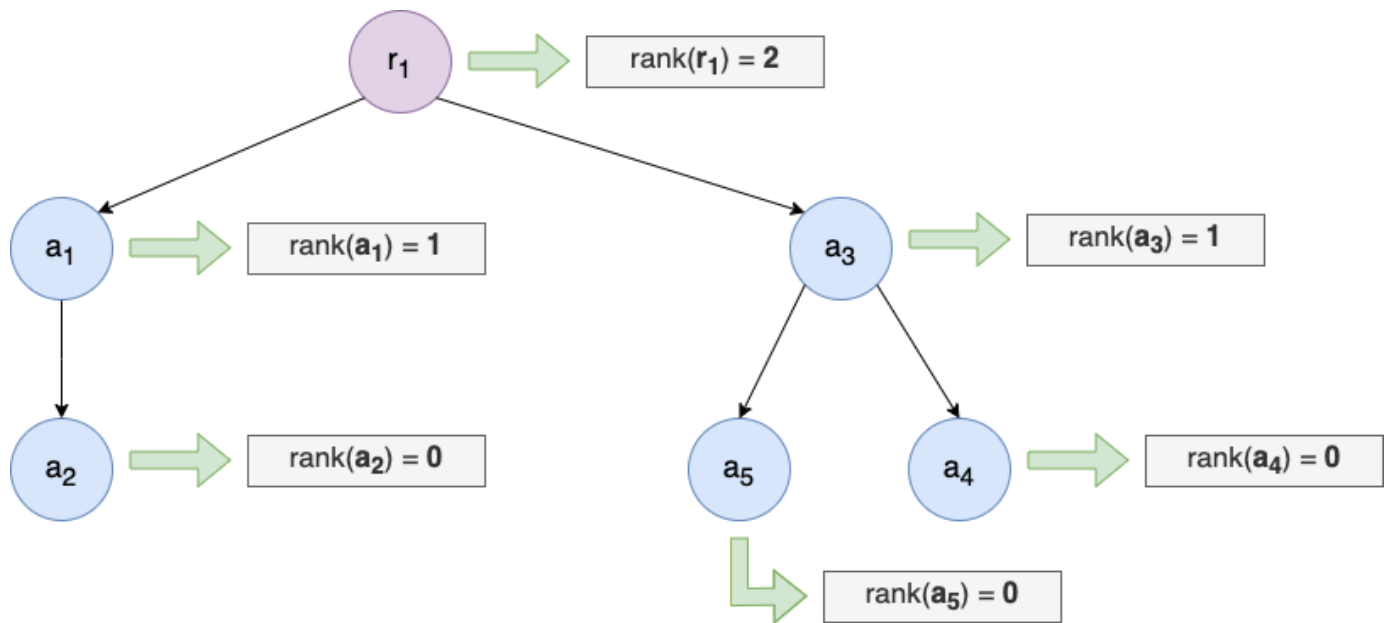 r₁
rank(r₁) = 2
a₁
rank(a₁) = 1
a₃
rank(a₃) = 1
a₂
rank(a₂) = 0
a₅
a₄
rank(a₄) = 0
rank(a₅) = 0